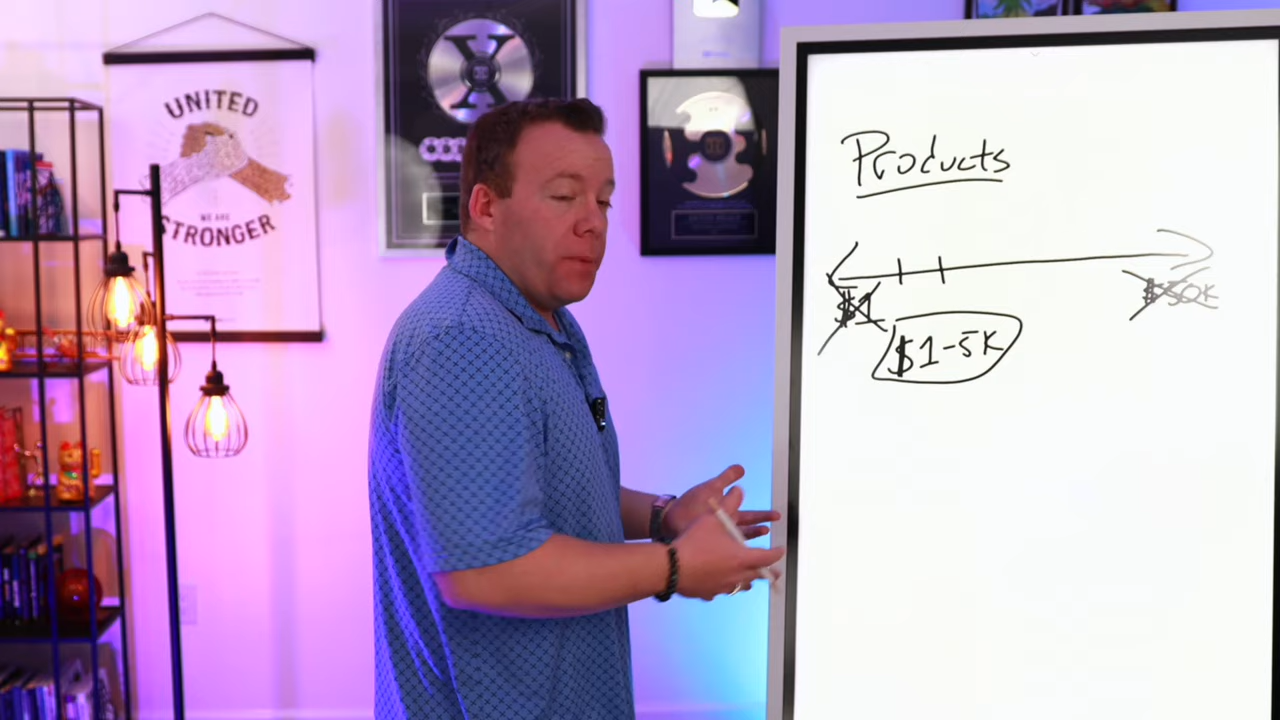 UNITED
WE ARE
STRONGER
X
Products
$1
$50K
$1-5K